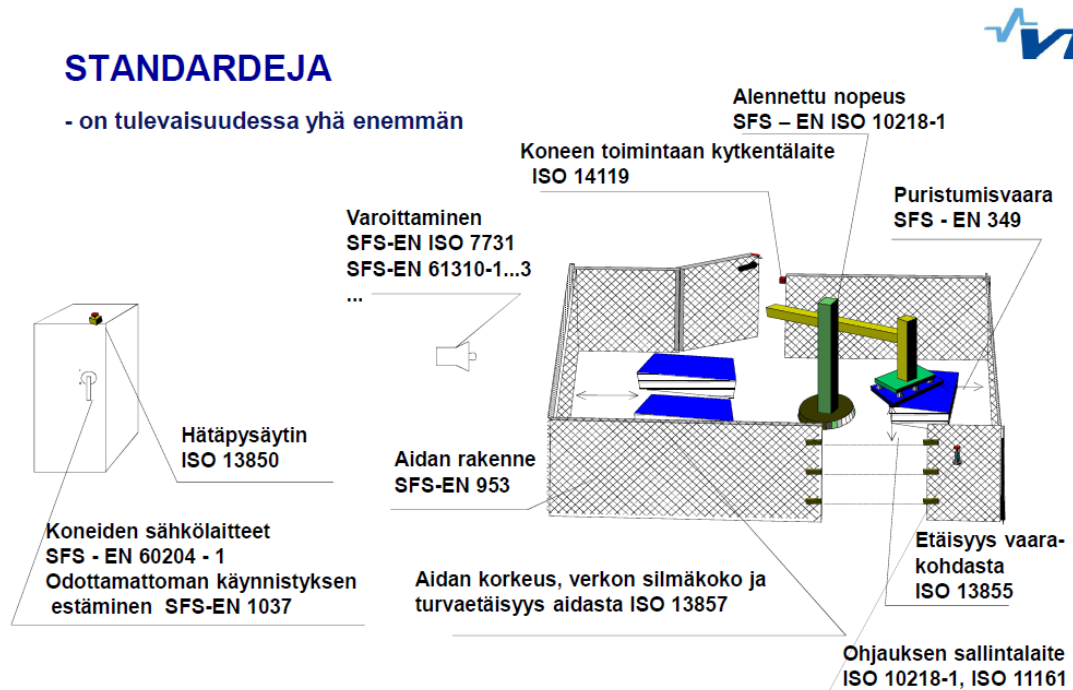 STANDARDEJA
- on tulevaisuudessa yhä enemmän
Alennettu nopeus
SFS – EN ISO 10218-1
Koneen toimintaan kytkentälaite
ISO 14119
Puristumisvaara
SFS - EN 349
Varoittaminen
SFS-EN ISO 7731
SFS-EN 61310-1...3
...
Hätäpysäytin
ISO 13850
Aidan rakenne
SFS-EN 953
Koneiden sähkölaitteet
SFS - EN 60204 - 1
Odottamattoman käynnistyksen
estäminen SFS-EN 1037
Aidan korkeus, verkon silmäkoko ja
turvaetäisyys aidasta ISO 13857
Etäisyys vaara-
kohdasta
ISO 13855
Ohjauksen sallintalaite
ISO 10218-1, ISO 11161